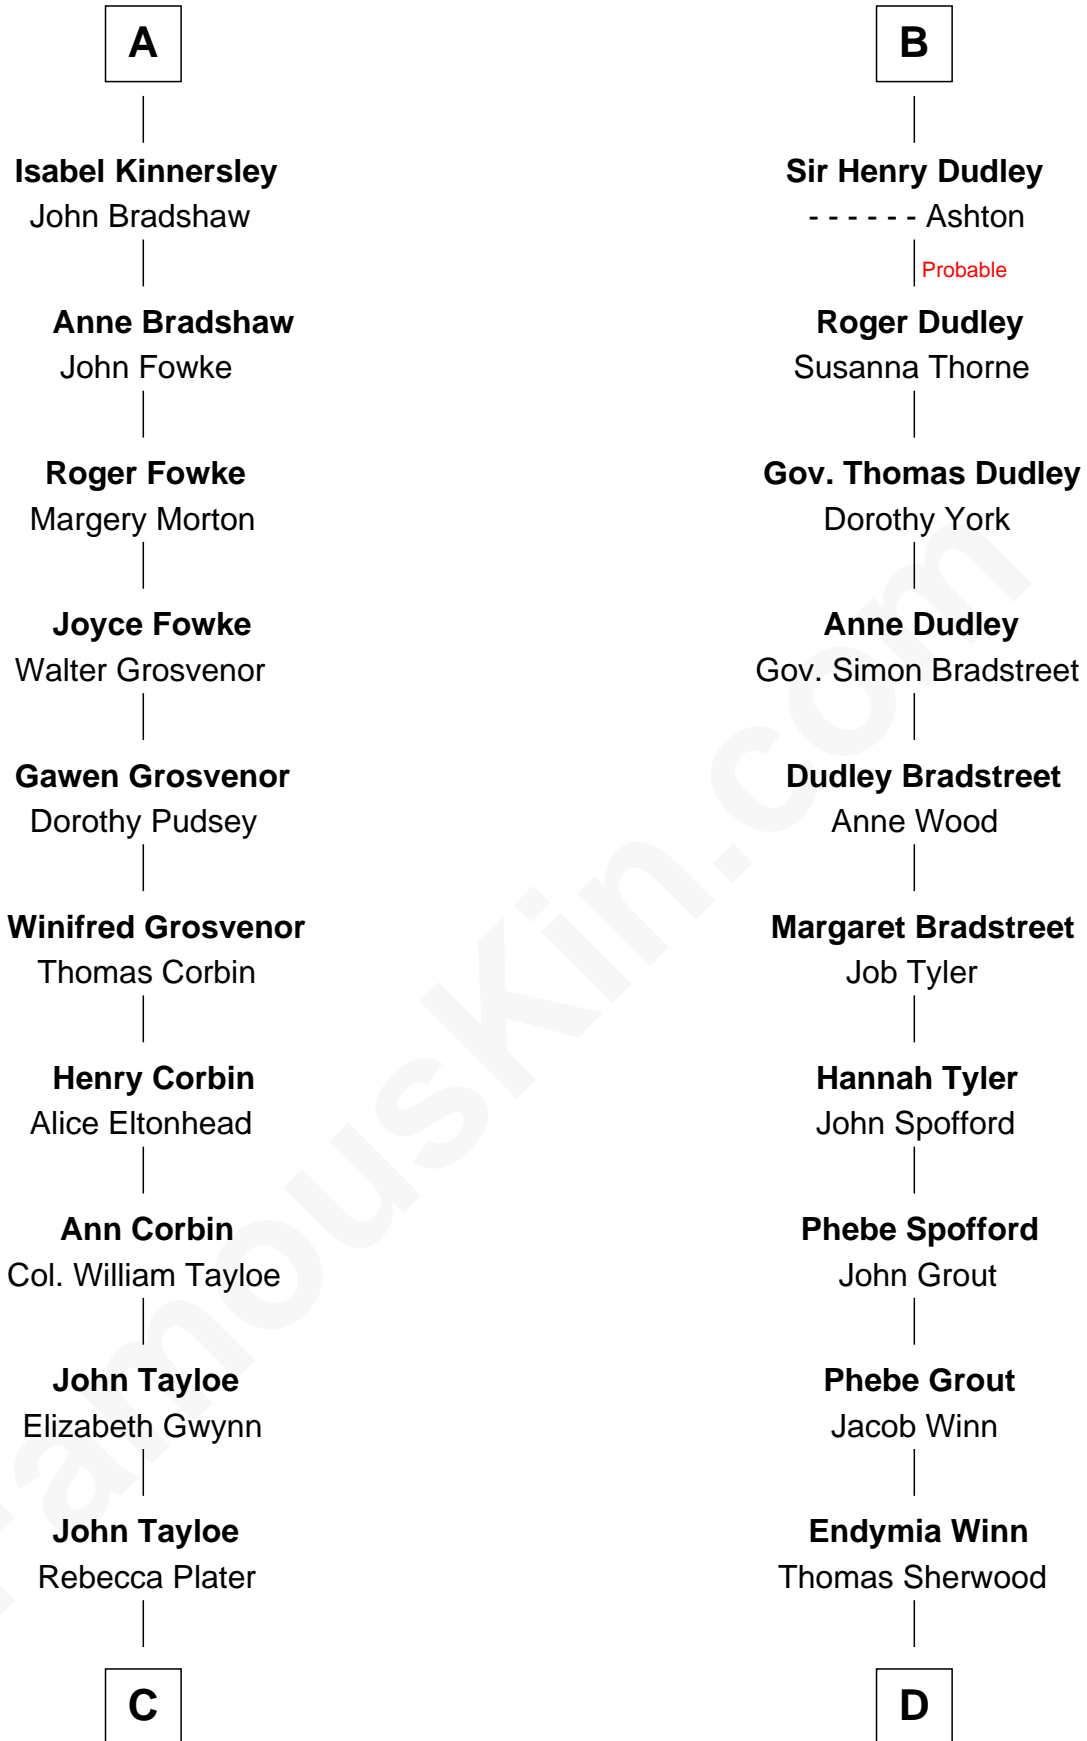 A
Isabel Kinnersley
John Bradshaw
Anne Bradshaw
John Fowke
Roger Fowke
Margery Morton
Joyce Fowke
Walter Grosvenor
Gawen Grosvenor
Dorothy Pudsey
Winifred Grosvenor
Thomas Corbin
Henry Corbin
Alice Eltonhead
Ann Corbin
Col. William Tayloe
John Tayloe
Elizabeth Gwynn
John Tayloe
Rebecca Plater
C
B
Sir Henry Dudley
- - - - - - Ashton
Probable
Roger Dudley
Susanna Thorne
Gov. Thomas Dudley
Dorothy York
Anne Dudley
Gov. Simon Bradstreet
Dudley Bradstreet
Anne Wood
Margaret Bradstreet
Job Tyler
Hannah Tyler
John Spofford
Phebe Spofford
John Grout
Phebe Grout
Jacob Winn
Endymia Winn
Thomas Sherwood
D
FamousKin.com